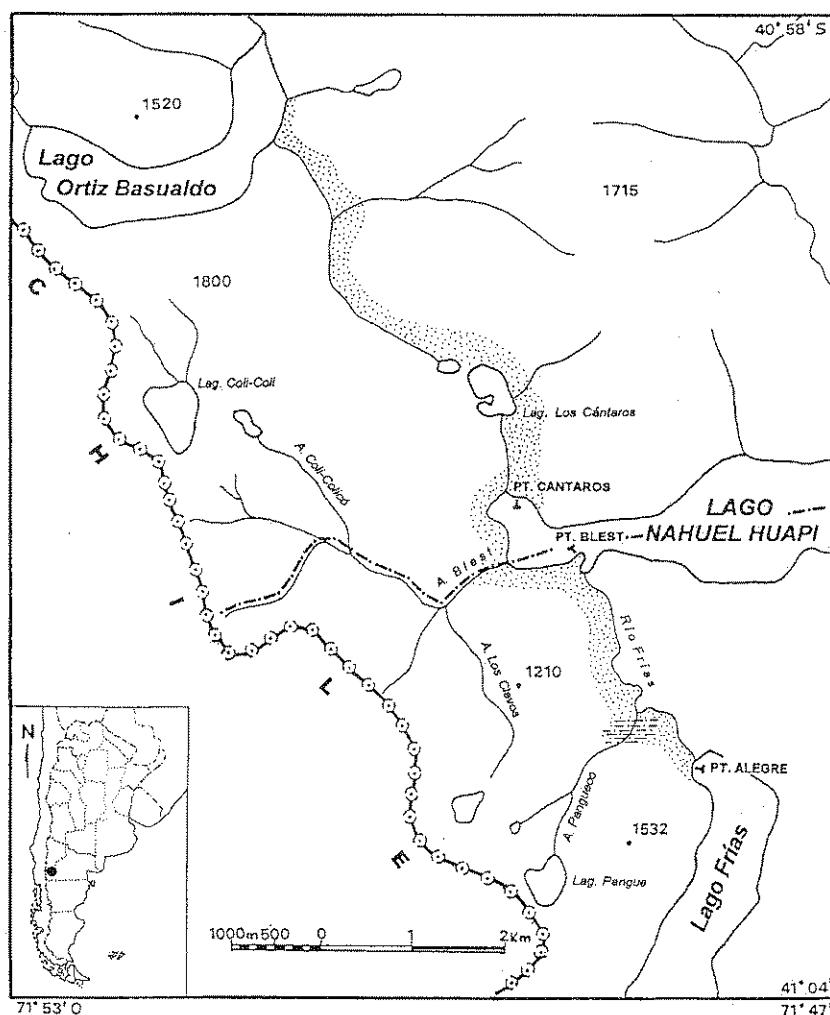 40° 58' S
1520
Lago
Ortiz Basualdo
1715
C
1800
Lag. Coli-Coli
Lag. Los Cántaros
H
A. Coli-Colicó
PT. CANTAROS
LAGO
PT. BLEST
NAHUEL HUAPI
A. Blest
I
Río Frías
L
A. Los Clavos
1210
N
PT. ALEGRE
A. Pangueco
1532
E
Lag. Pangue
Lago Frías
1000m 500 0 1 2 Km
41° 04'
71° 53' O
71° 47'